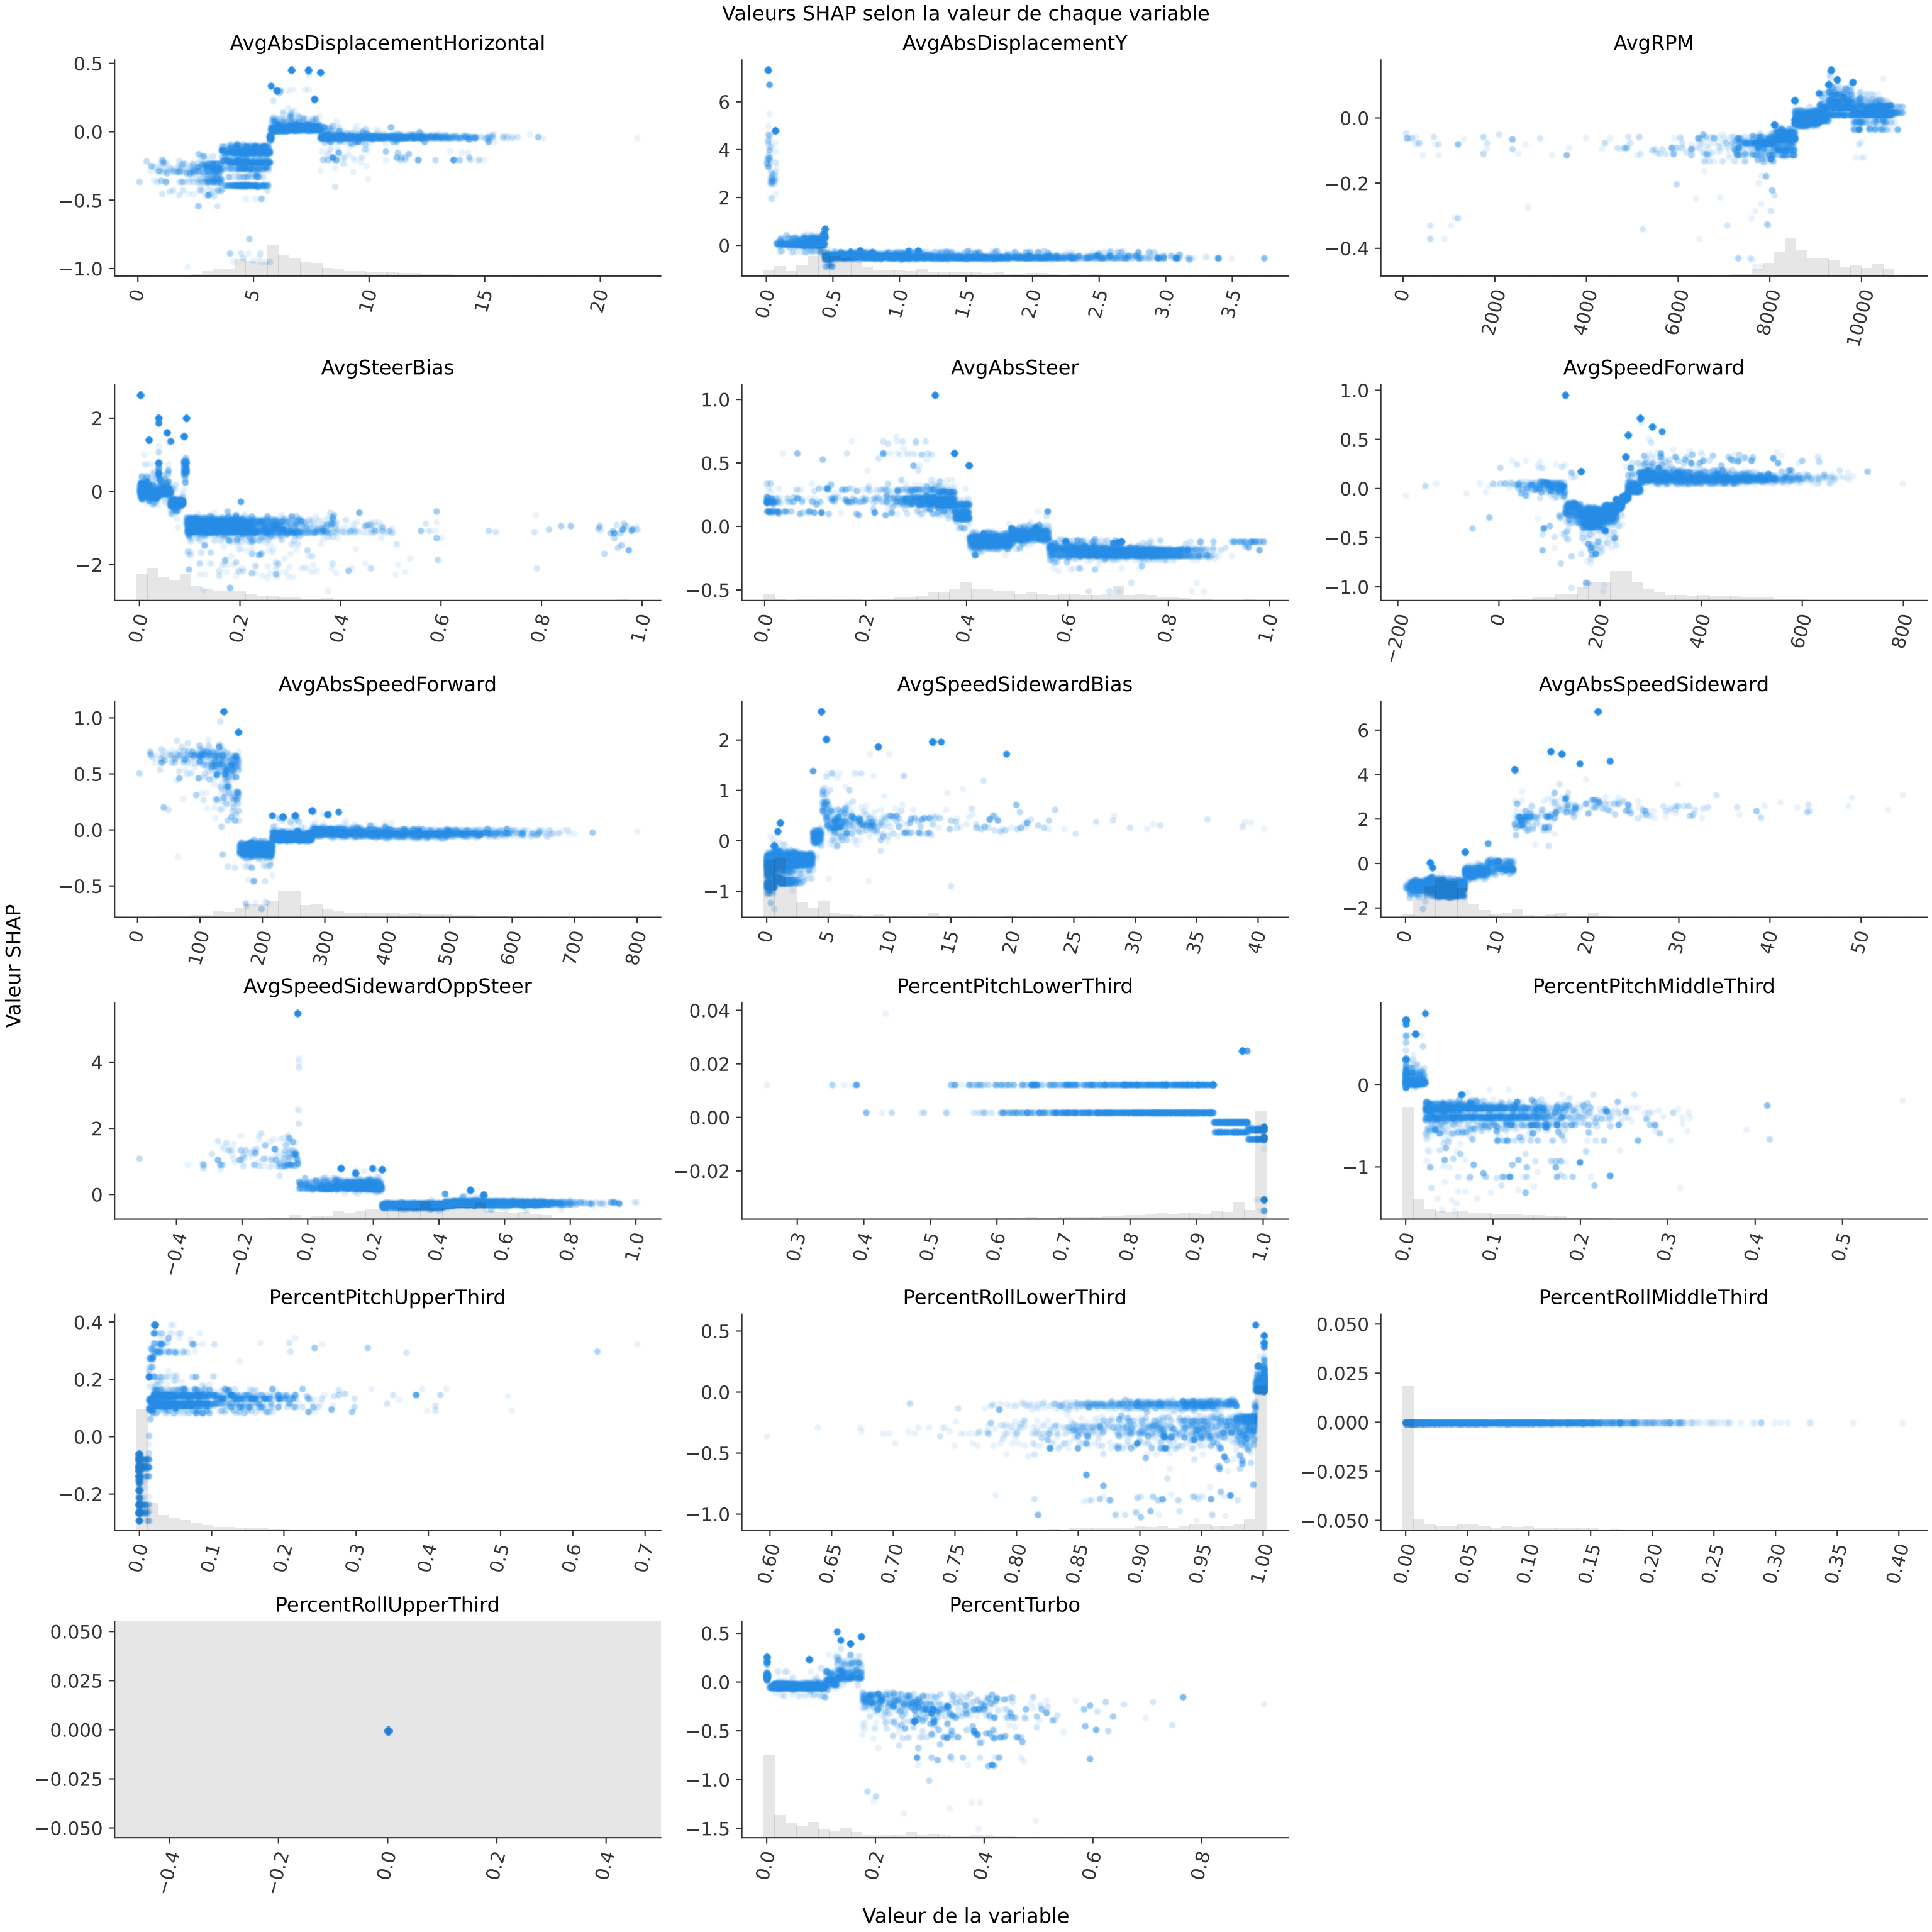 Valeurs SHAP selon la valeur de chaque variable
AvgAbsDisplacementHorizontal
0.5
0.0
−0.5
−1.0
0 5 10 15 20
AvgAbsDisplacementY
6
4
2
0
0.0 0.5 1.0 1.5 2.0 2.5 3.0 3.5
AvgRPM
0.0
−0.2
−0.4
0 2000 4000 6000 8000 10000
AvgSteerBias
2
0
−2
0.0 0.2 0.4 0.6 0.8 1.0
AvgAbsSteer
1.0
0.5
0.0
−0.5
0.0 0.2 0.4 0.6 0.8 1.0
AvgSpeedForward
1.0
0.5
0.0
−0.5
−1.0
−200 0 200 400 600 800
AvgAbsSpeedForward
1.0
0.5
0.0
−0.5
0 100 200 300 400 500 600 700 800
AvgSpeedSidewardBias
2
1
0
−1
0 5 10 15 20 25 30 35 40
AvgAbsSpeedSideward
6
4
2
0
−2
0 10 20 30 40 50
Valeur SHAP
AvgSpeedSidewardOppSteer
4
2
0
−0.4 −0.2 0.0 0.2 0.4 0.6 0.8 1.0
PercentPitchLowerThird
0.04
0.02
0.00
−0.02
0.3 0.4 0.5 0.6 0.7 0.8 0.9 1.0
PercentPitchMiddleThird
0
−1
0.0 0.1 0.2 0.3 0.4 0.5
PercentPitchUpperThird
0.4
0.2
0.0
−0.2
0.0 0.1 0.2 0.3 0.4 0.5 0.6 0.7
PercentRollLowerThird
0.5
0.0
−0.5
−1.0
0.60 0.65 0.70 0.75 0.80 0.85 0.90 0.95 1.00
PercentRollMiddleThird
0.050
0.025
0.000
−0.025
−0.050
0.00 0.05 0.10 0.15 0.20 0.25 0.30 0.35 0.40
PercentRollUpperThird
0.050
0.025
0.000
−0.025
−0.050
−0.4 −0.2 0.0 0.2 0.4
PercentTurbo
0.5
0.0
−0.5
−1.0
−1.5
0.0 0.2 0.4 0.6 0.8
Valeur de la variable